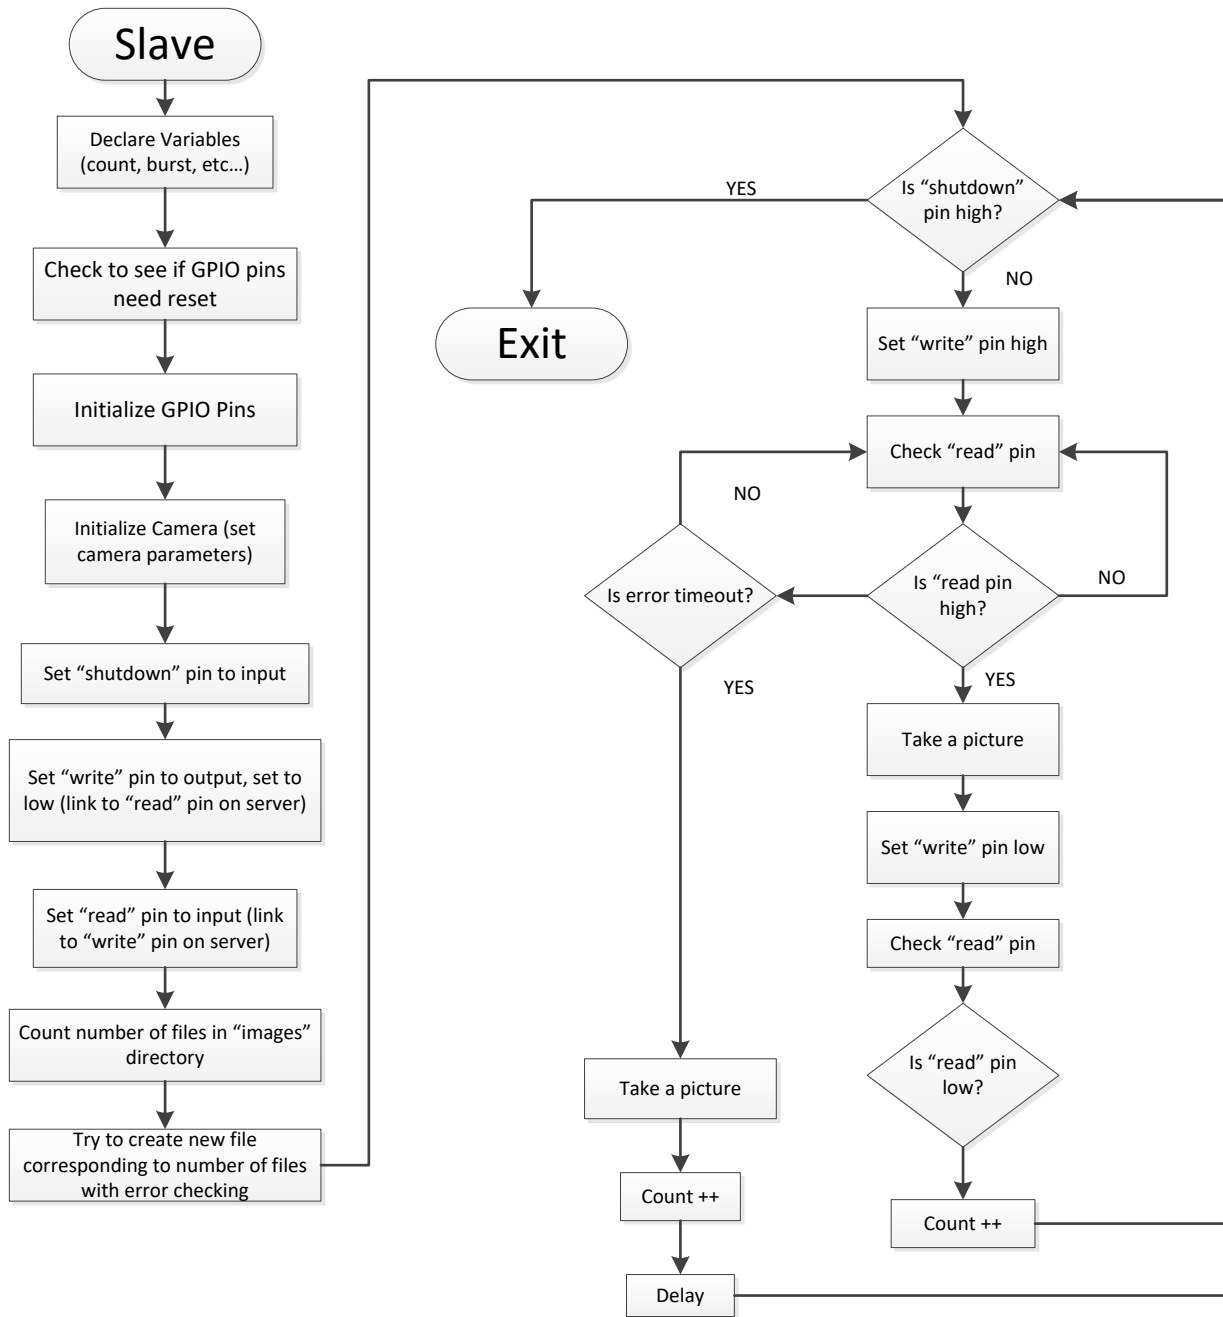 Slave
Declare Variables
(count, burst, etc…)
Check to see if GPIO pins
need reset
Initialize GPIO Pins
Initialize Camera (set
camera parameters)
Set “shutdown” pin to input
Set “write” pin to output, set to
low (link to “read” pin on server)
Set “read” pin to input (link
to “write” pin on server)
Count number of files in “images”
directory
Try to create new file
corresponding to number of files
with error checking
Is “shutdown”
pin high?
YES
NO
Exit
Set “write” pin high
Check “read” pin
NO
Is “read pin
high?
NO
Is error timeout?
YES
YES
Take a picture
Set “write” pin low
Check “read” pin
Is “read” pin
low?
Count ++
Take a picture
Count ++
Delay